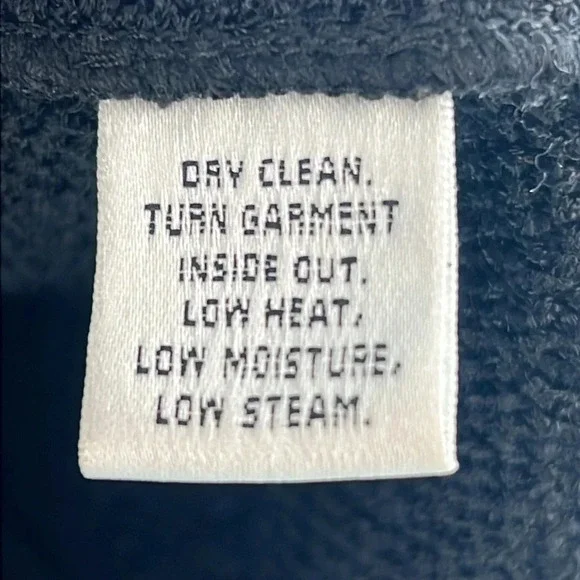 DRY CLEAN.
TURN GARMENT
INSIDE OUT.
LOW HEAT,
LOW MOISTURE,
LOW STEAM.